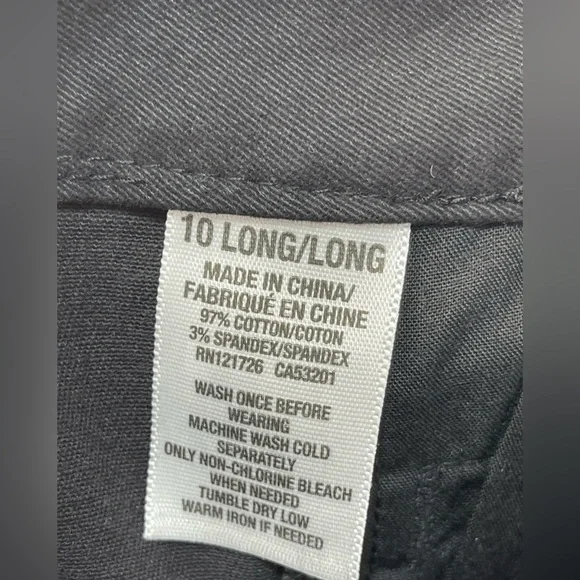 10 LONG/LONG
MADE IN CHINA/
FABRIQUÉ EN CHINE
97% COTTON/COTON
3% SPANDEX/SPANDEX
RN121726 CA53201
WASH ONCE BEFORE
WEARING
MACHINE WASH COLD
SEPARATELY
ONLY NON-CHLORINE BLEACH
WHEN NEEDED
TUMBLE DRY LOW
WARM IRON IF NEEDED